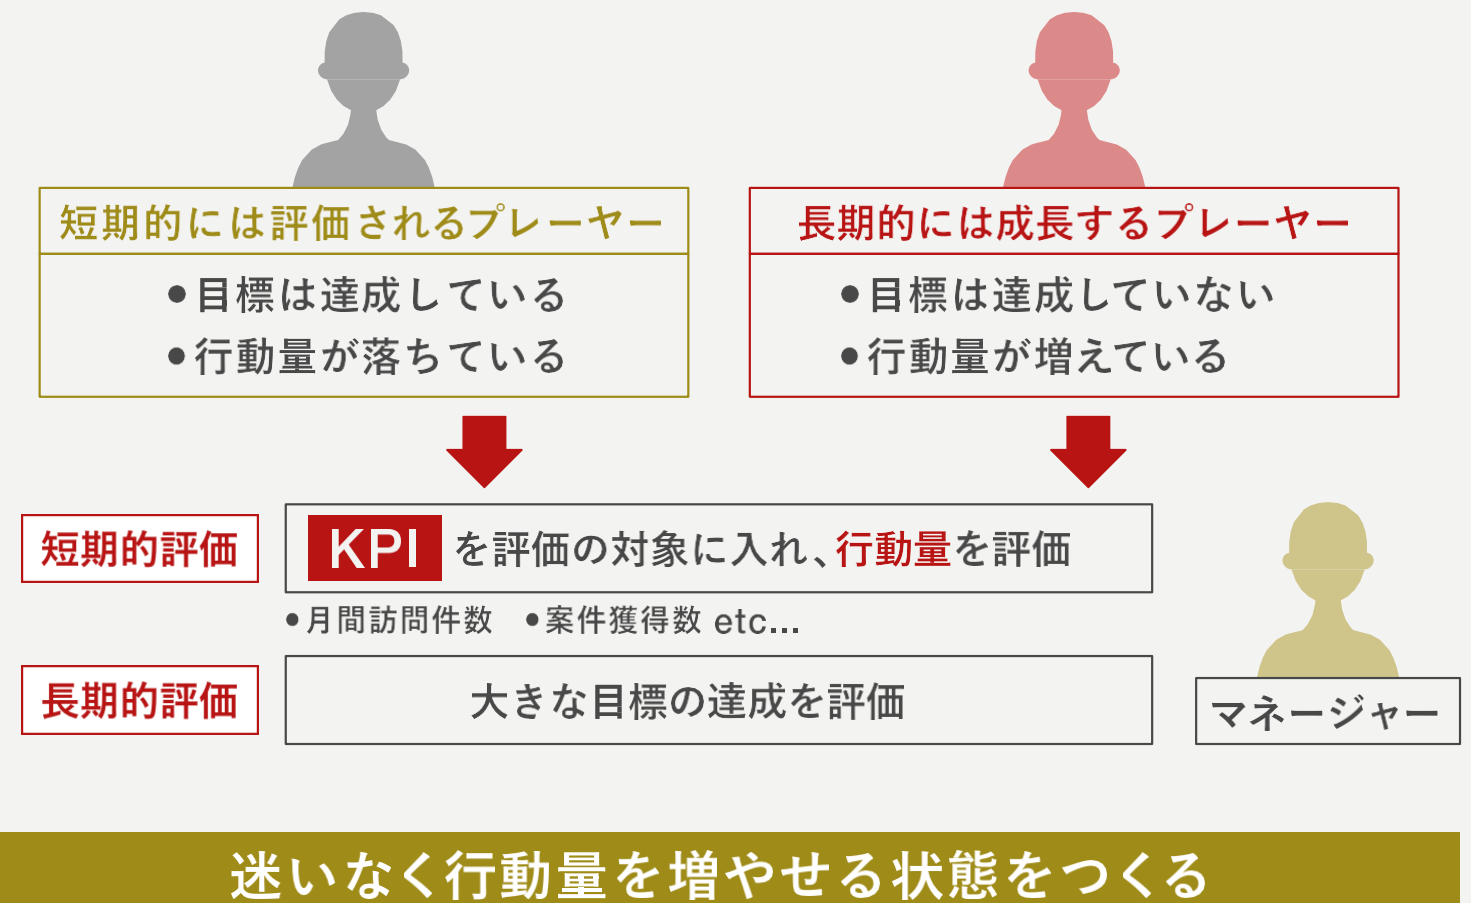 短期的には評価されるプレーヤー
●目標は達成している
●行動量が落ちている
長期的には成長するプレーヤー
●目標は達成していない
●行動量が増えている
短期的評価
KPI を評価の対象に入れ、行動量を評価
●月間訪問件数 ●案件獲得数 etc...
長期的評価
大きな目標の達成を評価
マネージャー
迷いなく行動量を増やせる状態をつくる